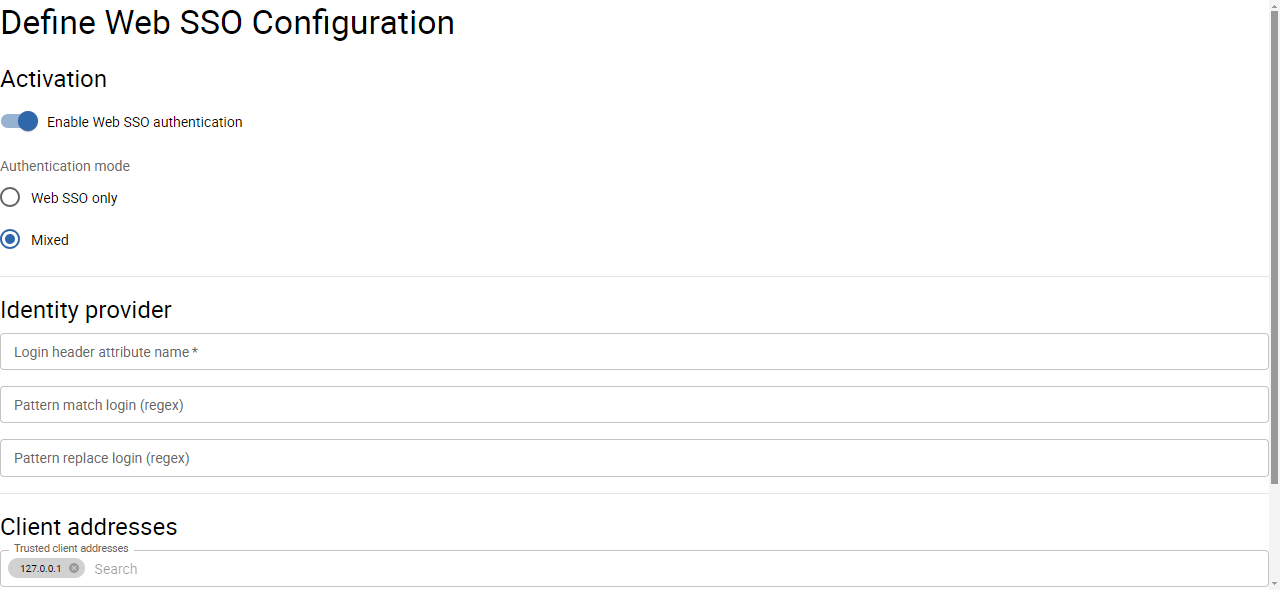 Define Web SSO Configuration
Activation
Enable Web SSO authentication
Authentication mode
Web SSO only
Mixed
Identity provider
Login header attribute name *
Pattern match login (regex)
Pattern replace login (regex)
Client addresses
Trusted client addresses
127.0.0.1 Search